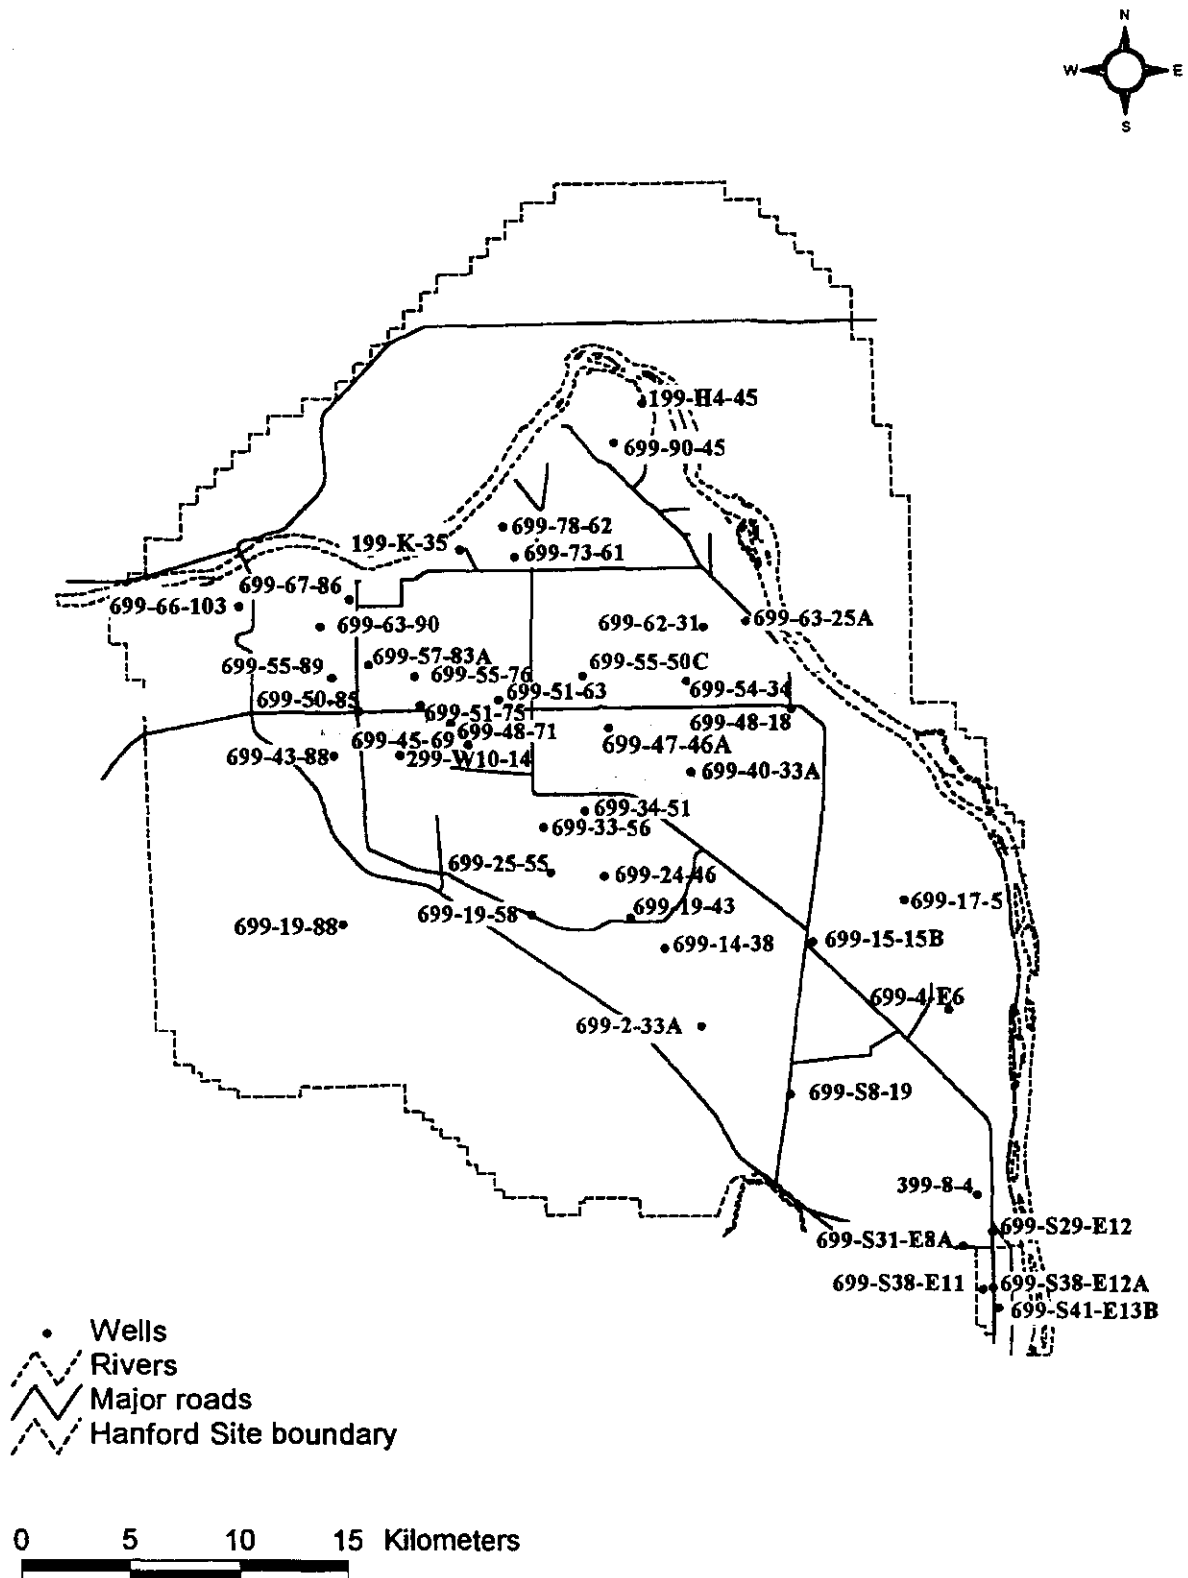 N
W E
S
199-H4-45
699-90-45
699-78-62
199-K-35
699-73-61
699-67-86
699-66-103
699-63-90
699-62-31
699-63-25A
699-57-83A
699-55-89
699-55-76
699-55-50C
699-54-34
699-50-85
699-51-63
699-51-75
699-48-18
699-48-71
699-45-69
699-47-46A
699-43-88
299-W10-14
699-40-33A
699-34-51
699-33-56
699-25-55
699-24-46
699-17-5
699-19-58
699-19-43
699-19-88
699-14-38
699-15-15B
699-4-E6
699-2-33A
699-S8-19
399-8-4
699-S29-E12
699-S31-E8A
699-S38-E11
699-S38-E12A
699-S41-E13B
Wells
Rivers
Major roads
Hanford Site boundary
0 5 10 15 Kilometers